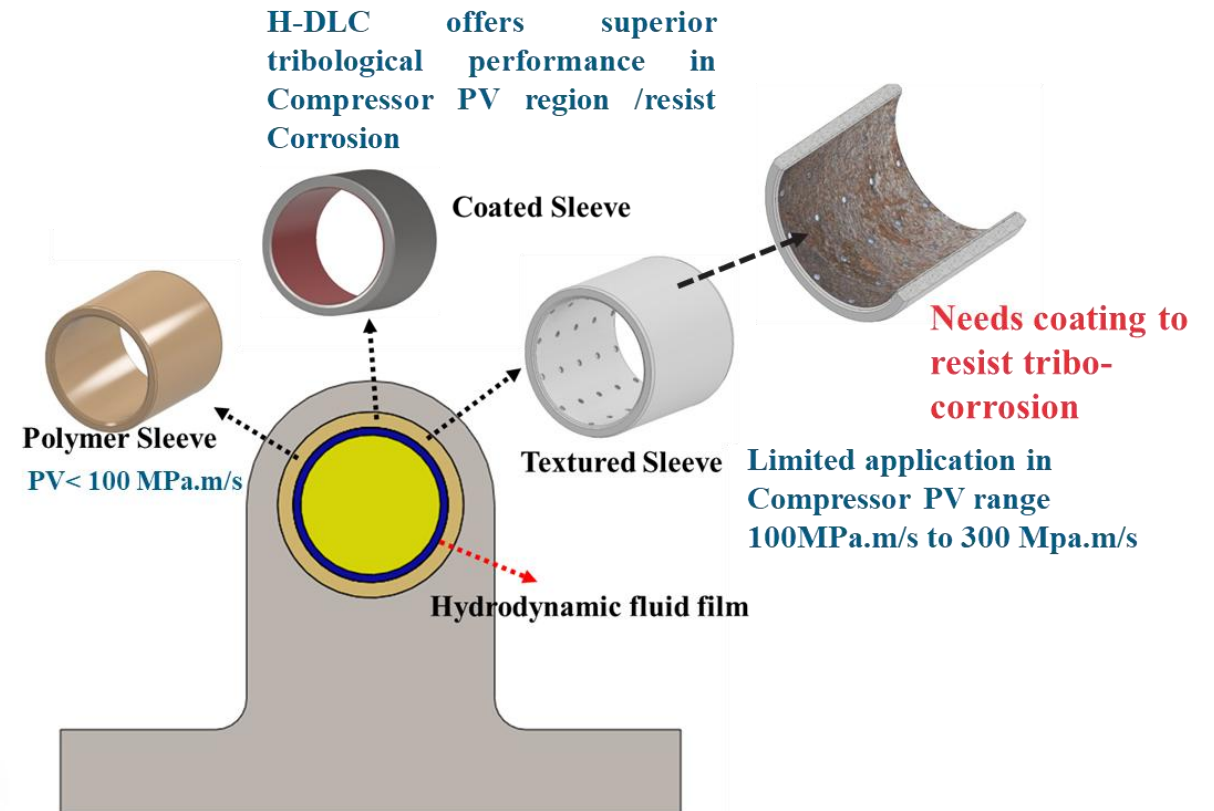 H-DLC offers superior
tribological performance in
Compressor PV region /resist
Corrosion
Coated Sleeve
Needs coating to
resist tribo-
corrosion
Polymer Sleeve
PV< 100 MPa.m/s
Textured Sleeve
Limited application in
Compressor PV range
100MPa.m/s to 300 Mpa.m/s
Hydrodynamic fluid film